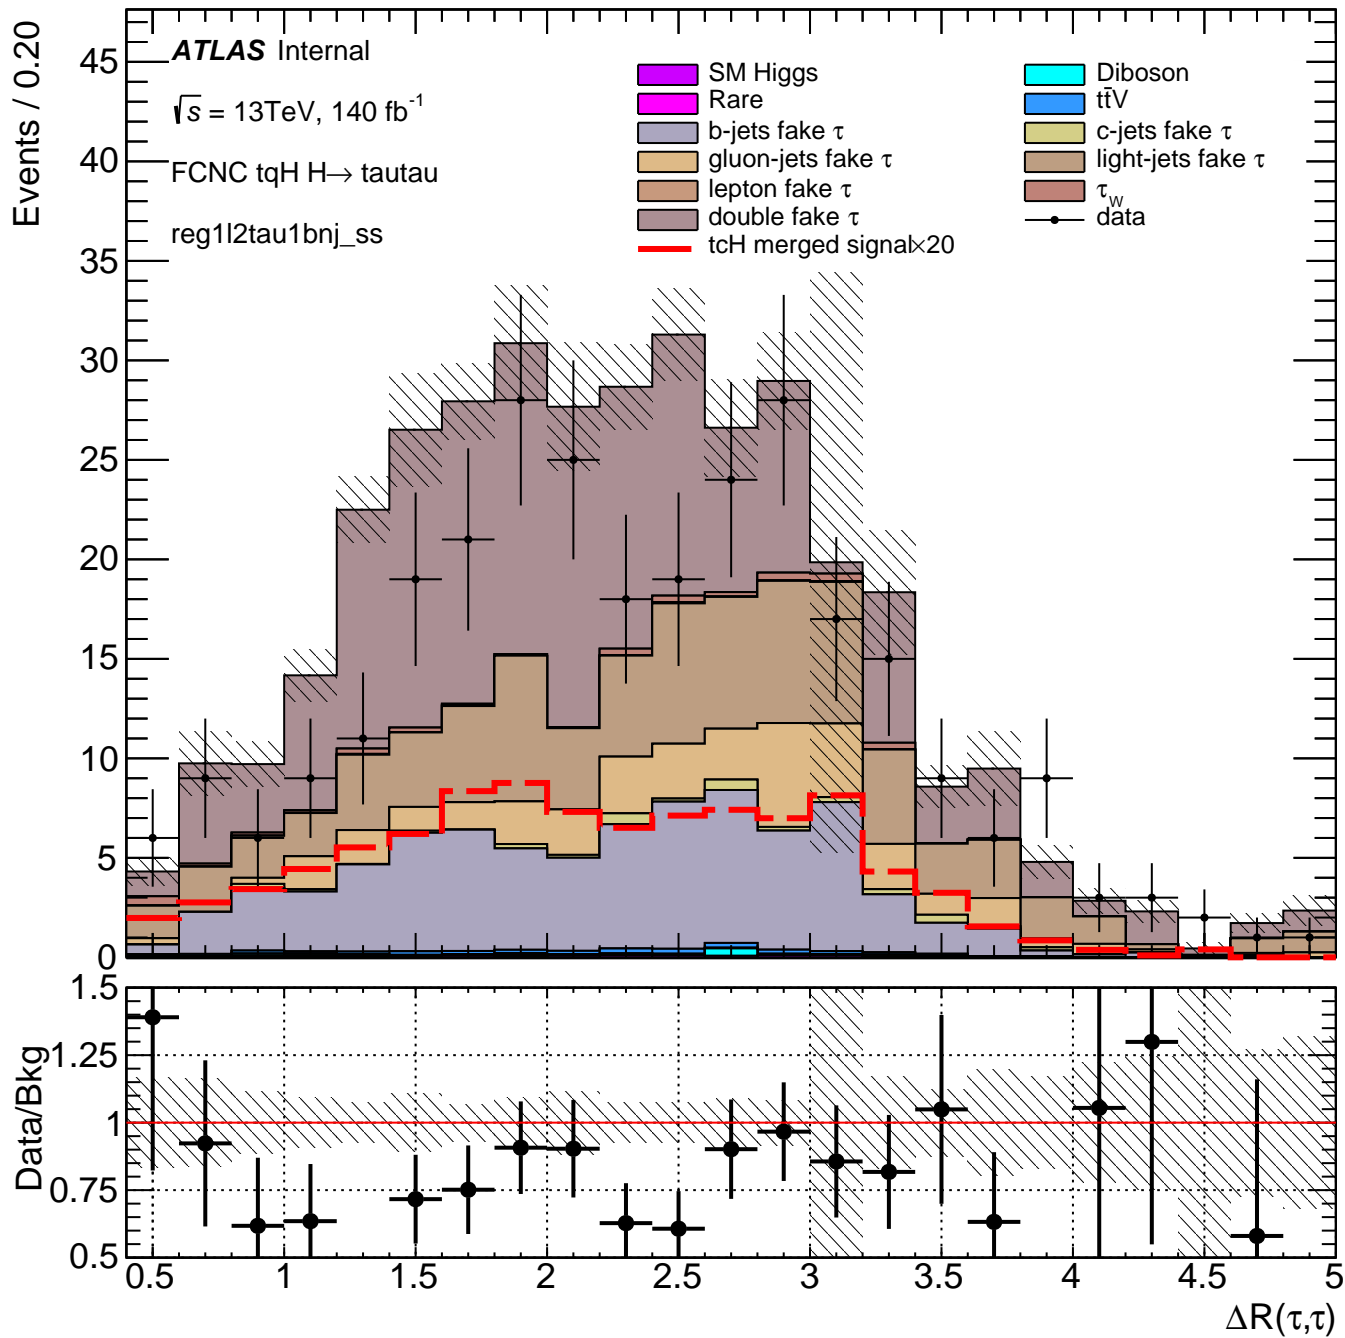 ATLAS Internal
√s = 13TeV, 140 fb⁻¹
FCNC tqH H→ tautau
reg1l2tau1bnj_ss
SM Higgs
Rare
b-jets fake τ
gluon-jets fake τ
lepton fake τ
double fake τ
tcH merged signal×20
Diboson
tt̄V
c-jets fake τ
light-jets fake τ
τ_W
data
Events / 0.20
45
40
35
30
25
20
15
10
5
0
Data/Bkg
1.5
1.25
1
0.75
0.5
0.5 1 1.5 2 2.5 3 3.5 4 4.5 5
ΔR(τ,τ)